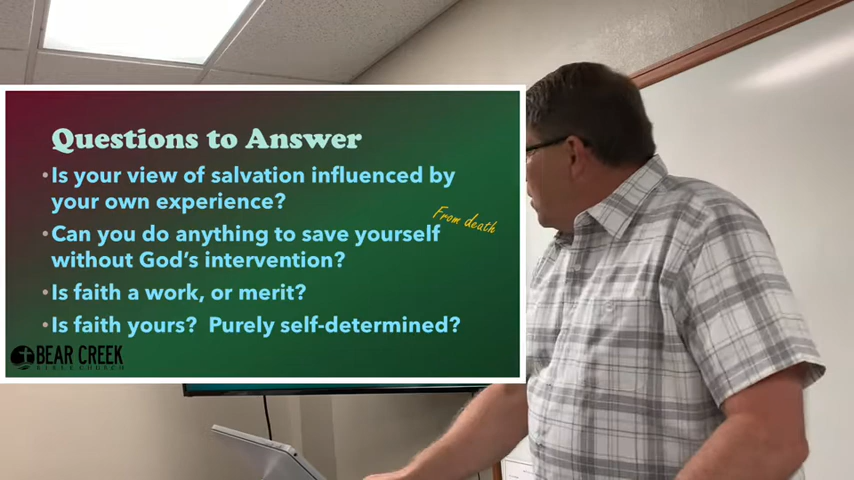 Questions to Answer
•Is your view of salvation influenced by
your own experience?
From death
•Can you do anything to save yourself
without God's intervention?
•Is faith a work, or merit?
•Is faith yours?  Purely self-determined?
BEAR CREEK
BIBLE CHURCH